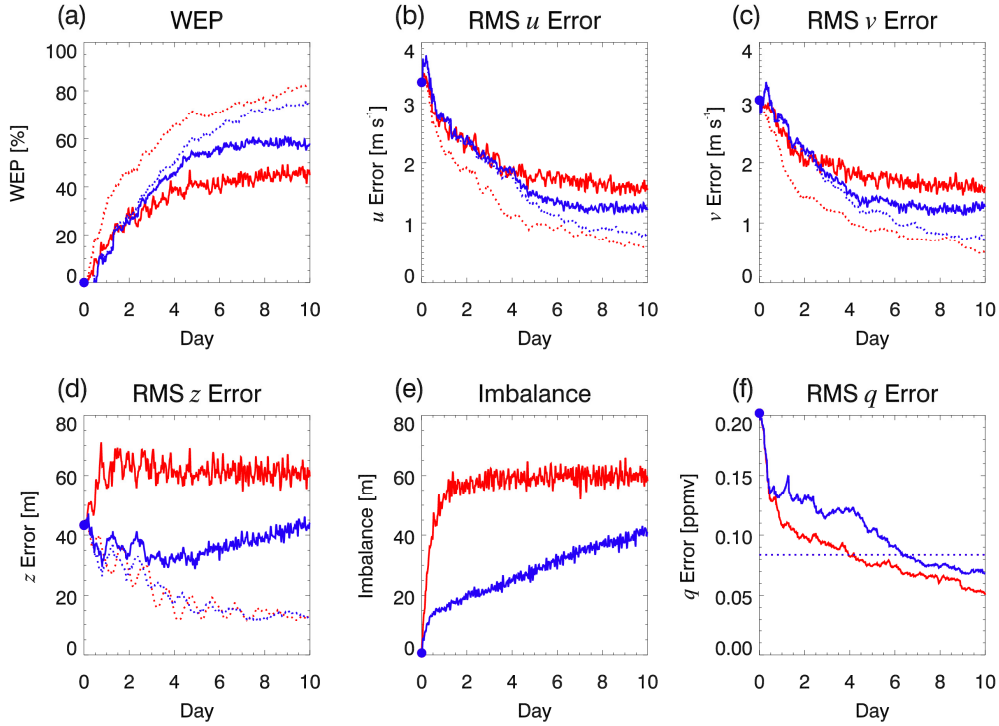 (a) WEP
100
80
60
40
20
0
WEP [%]
0 2 4 6 8 10
Day
(b) RMS u Error
4
3
2
1
0
u Error [m s⁻¹]
0 2 4 6 8 10
Day
(c) RMS v Error
4
3
2
1
0
v Error [m s⁻¹]
0 2 4 6 8 10
Day
(d) RMS z Error
80
60
40
20
0
z Error [m]
0 2 4 6 8 10
Day
(e) Imbalance
80
60
40
20
0
Imbalance [m]
0 2 4 6 8 10
Day
(f) RMS q Error
0.20
0.15
0.10
0.05
0.00
q Error [ppmv]
0 2 4 6 8 10
Day